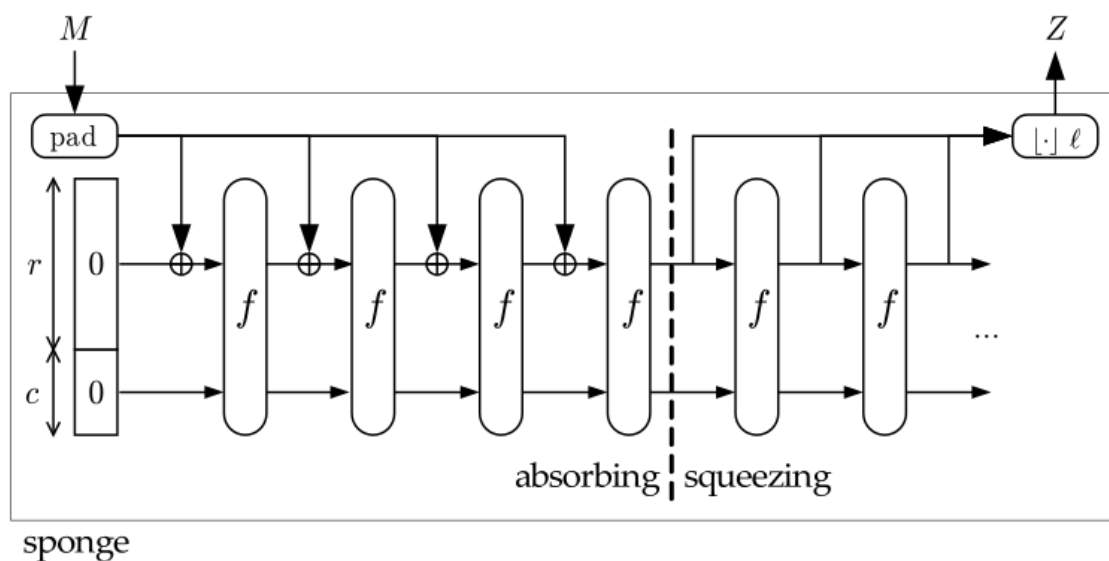 M Z
pad ⌊·⌋ ℓ
r 0 f f f f f f
...
c 0
absorbing squeezing
sponge